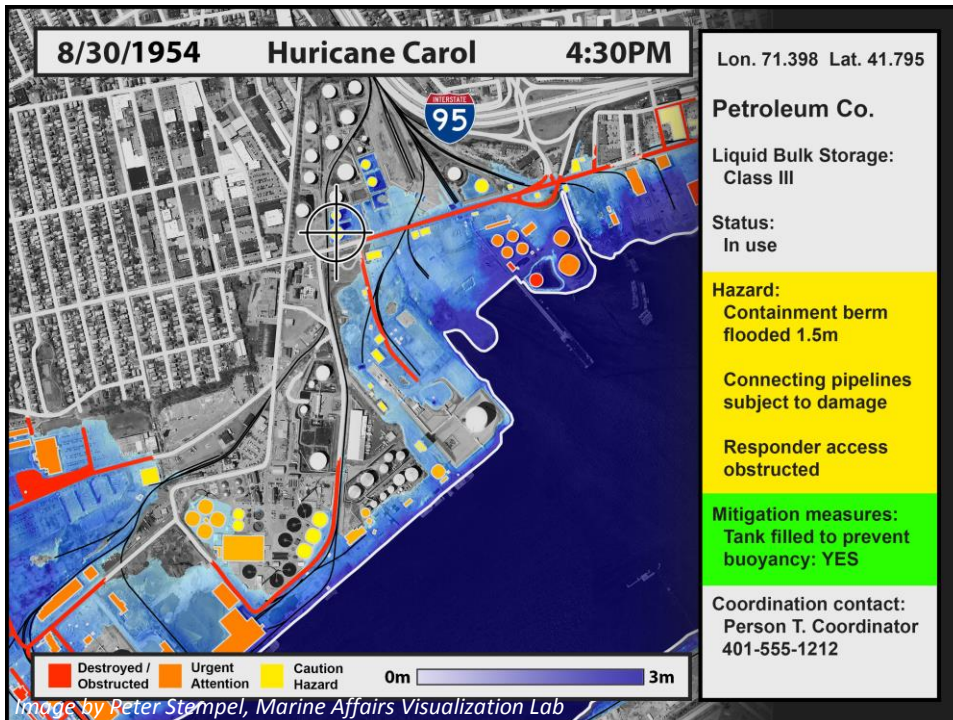 8/30/1954 Huricane Carol 4:30PM
INTERSTATE
95
Lon. 71.398 Lat. 41.795
Petroleum Co.
Liquid Bulk Storage:
Class III
Status:
In use
Hazard:
Containment berm
flooded 1.5m
Connecting pipelines
subject to damage
Responder access
obstructed
Mitigation measures:
Tank filled to prevent
buoyancy: YES
Coordination contact:
Person T. Coordinator
401-555-1212
Destroyed /
Obstructed
Urgent
Attention
Caution
Hazard
0m 3m
Image by Peter Stempel, Marine Affairs Visualization Lab